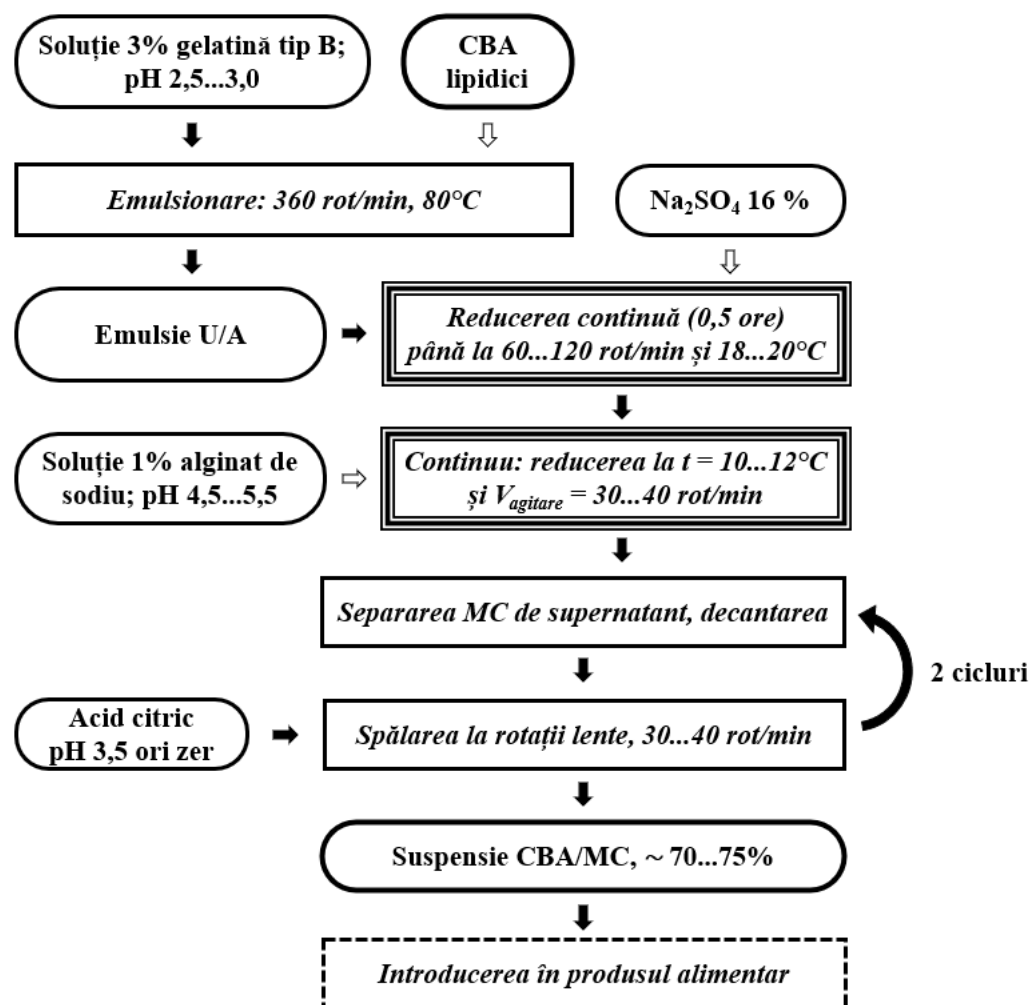 Soluție 3% gelatină tip B;
pH 2,5...3,0
CBA
lipidici
Emulsionare: 360 rot/min, 80°C
Na₂SO₄ 16 %
Emulsie U/A
Reducerea continuă (0,5 ore)
până la 60...120 rot/min și 18...20°C
Soluție 1% alginat de
sodiu; pH 4,5...5,5
Continuu: reducerea la t = 10...12°C
și Vagitare = 30...40 rot/min
Separarea MC de supernatant, decantarea
2 cicluri
Acid citric
pH 3,5 ori zer
Spălarea la rotații lente, 30...40 rot/min
Suspensie CBA/MC, ~ 70...75%
Introducerea în produsul alimentar